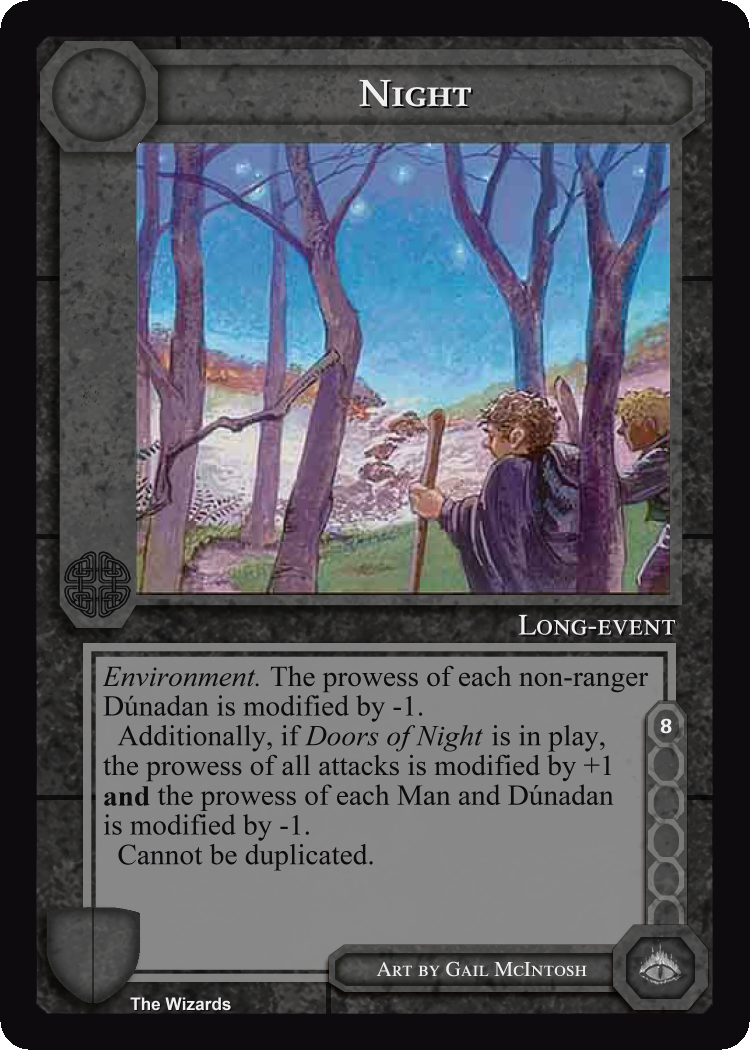 Night
Long-event
Environment. The prowess of each non-ranger
Dúnadan is modified by -1.
Additionally, if Doors of Night is in play,
the prowess of all attacks is modified by +1
and the prowess of each Man and Dúnadan
is modified by -1.
Cannot be duplicated.
8
Art by Gail McIntosh
The Wizards